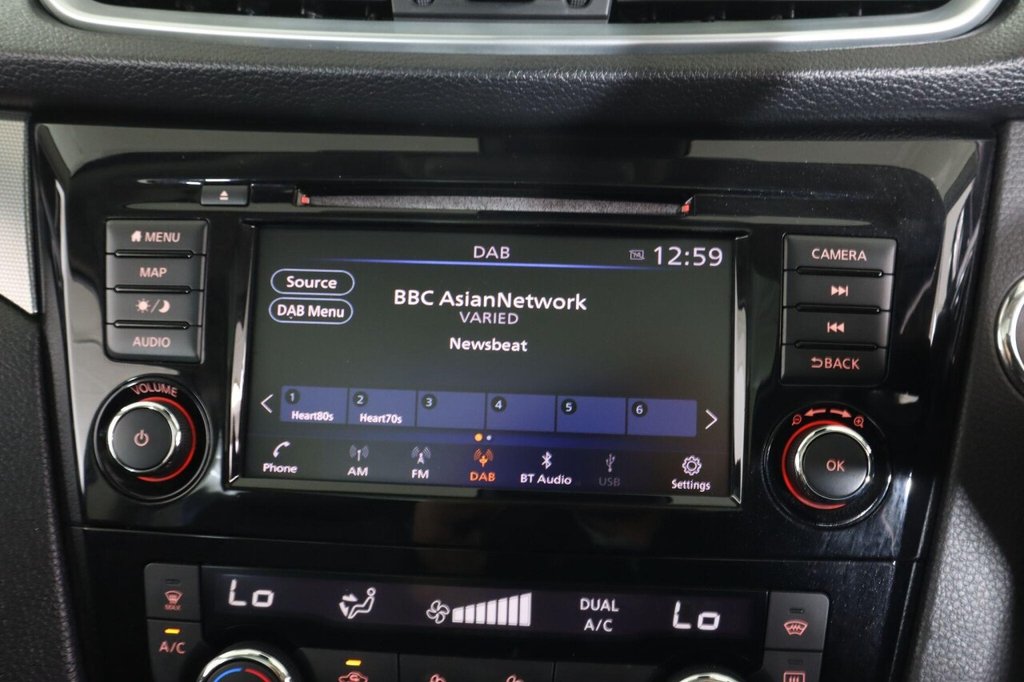 MENU
MAP
AUDIO
VOLUME
DAB
12:59
Source
DAB Menu
BBC AsianNetwork
VARIED
Newsbeat
1 Heart80s
2 Heart70s
3
4
5
6
Phone
AM
FM
DAB
BT Audio
USB
Settings
CAMERA
BACK
OK
Lo
DUAL
A/C
Lo
MAX
A/C